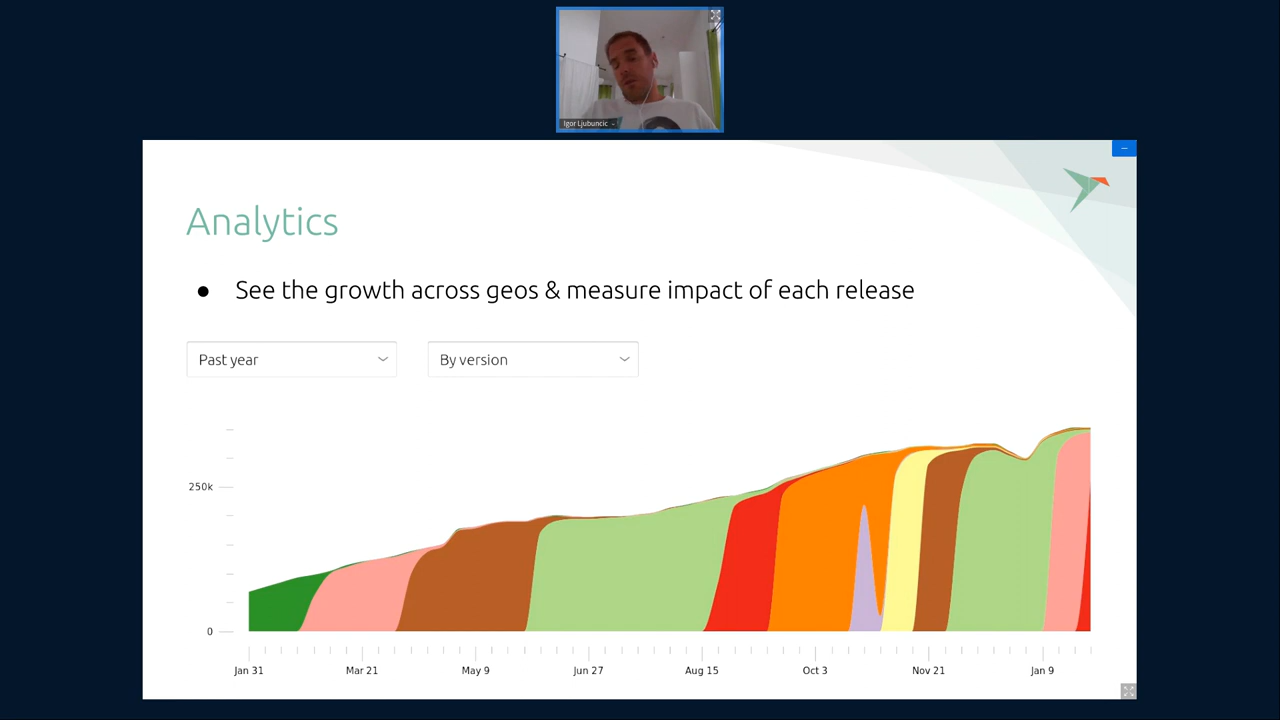 Igor Ljubuncic
Analytics
● See the growth across geos & measure impact of each release
Past year
By version
250k
0
Jan 31
Mar 21
May 9
Jun 27
Aug 15
Oct 3
Nov 21
Jan 9